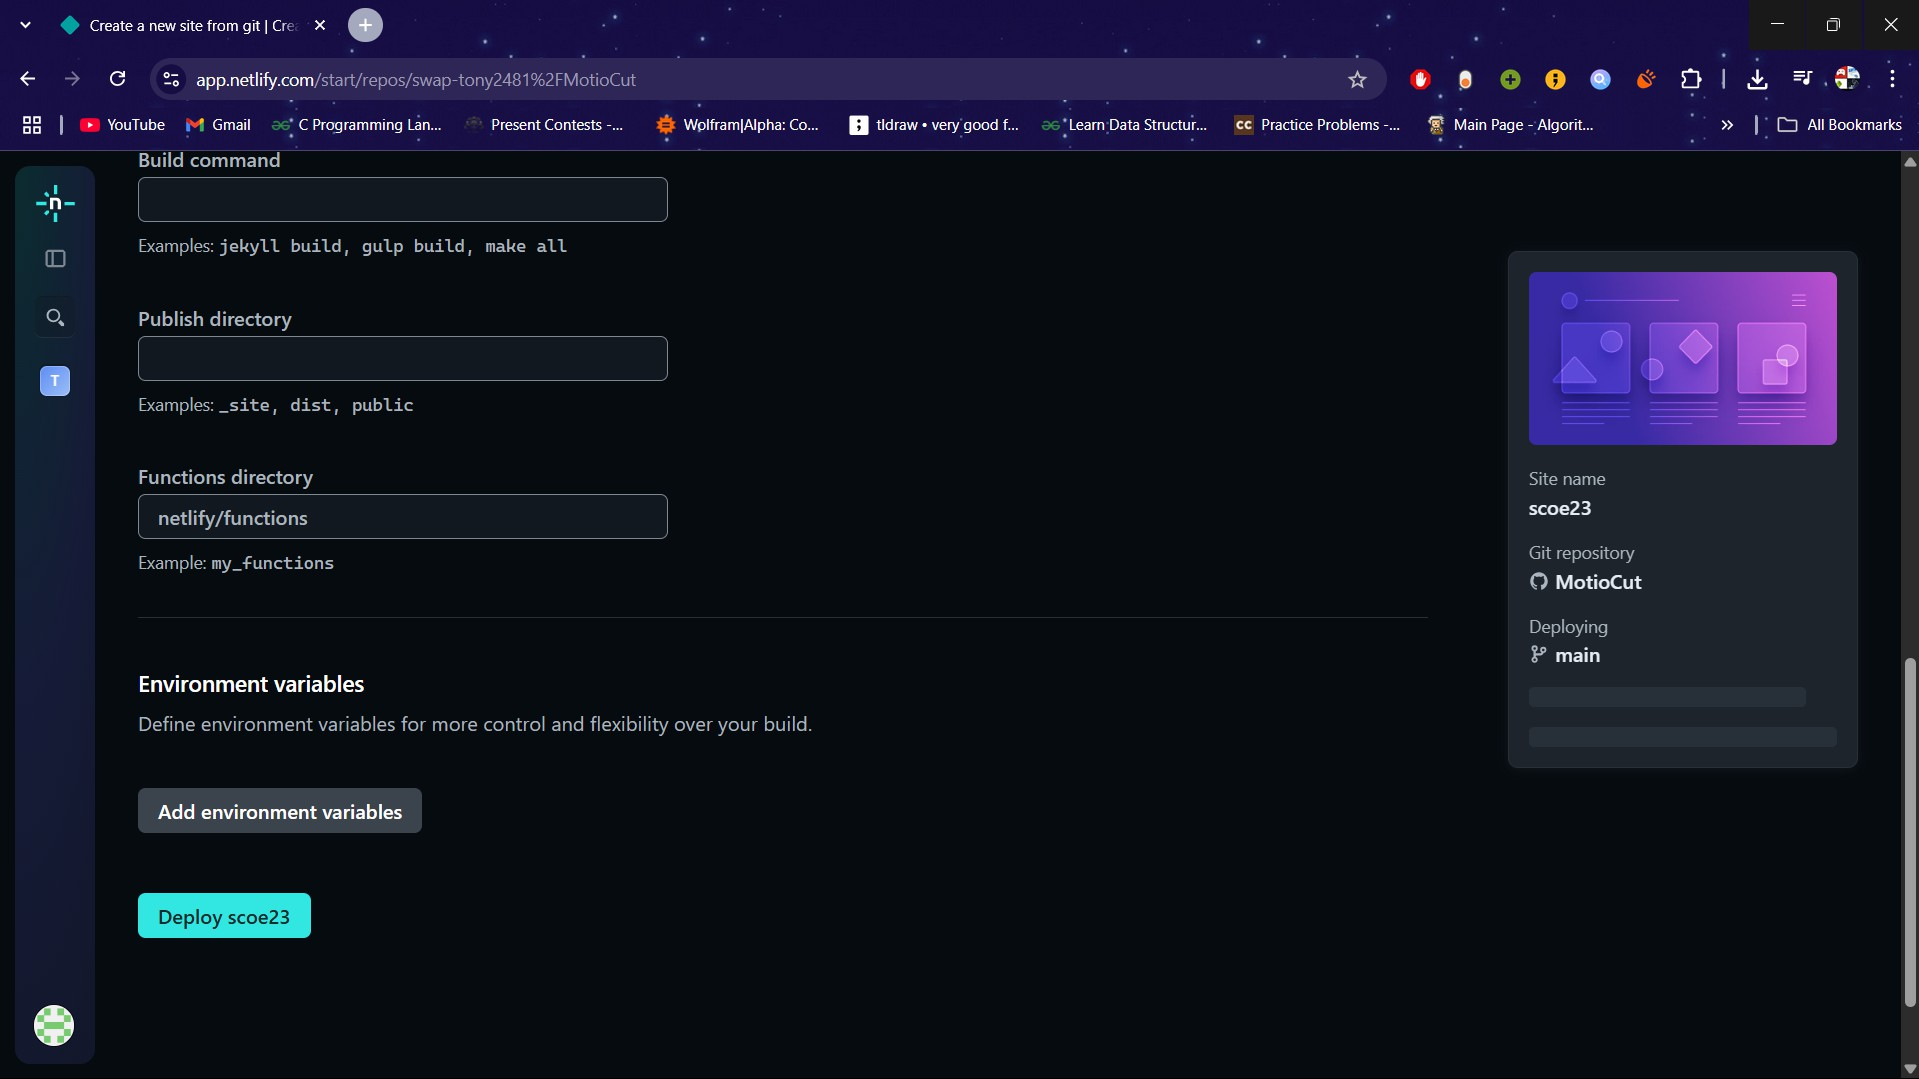 Create a new site from git | Cre
app.netlify.com/start/repos/swap-tony2481%2FMotioCut
YouTube
Gmail
C Programming Lan...
Present Contests -...
Wolfram|Alpha: Co...
tldraw • very good f...
Learn Data Structur...
CC
Practice Problems -...
Main Page - Algorit...
All Bookmarks
n
T
Build command
Examples: jekyll build, gulp build, make all
Publish directory
Examples: _site, dist, public
Functions directory
netlify/functions
Example: my_functions
Environment variables
Define environment variables for more control and flexibility over your build.
Add environment variables
Deploy scoe23
Site name
scoe23
Git repository
MotioCut
Deploying
main